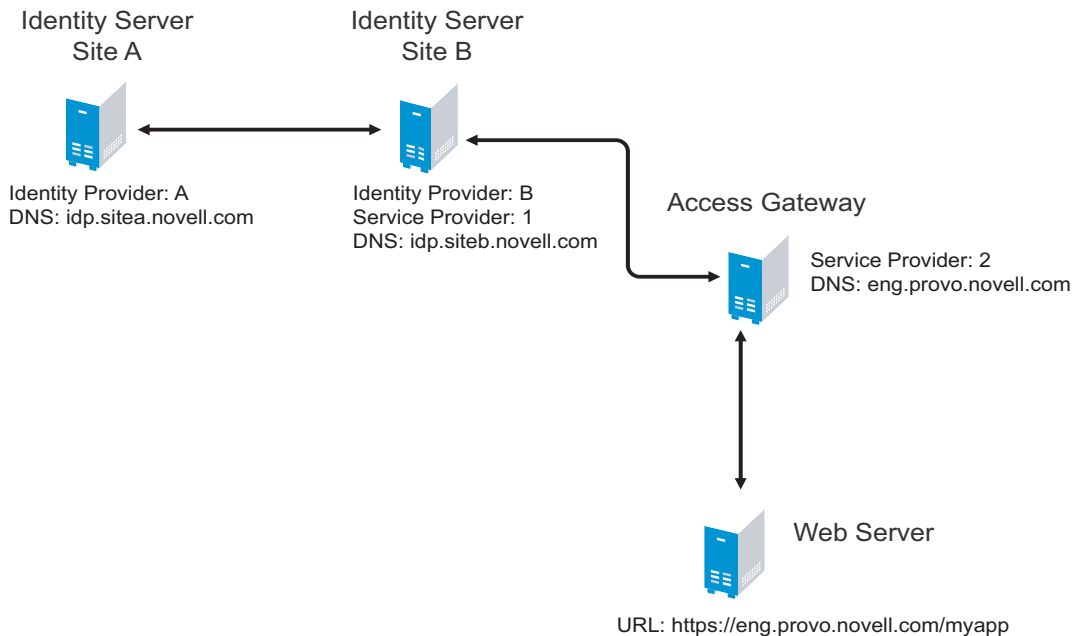 Identity Server
Site A
Identity Server
Site B
Identity Provider: A
DNS: idp.sitea.novell.com
Identity Provider: B
Service Provider: 1
DNS: idp.siteb.novell.com
Access Gateway
Service Provider: 2
DNS: eng.provo.novell.com
Web Server
URL: https://eng.provo.novell.com/myapp